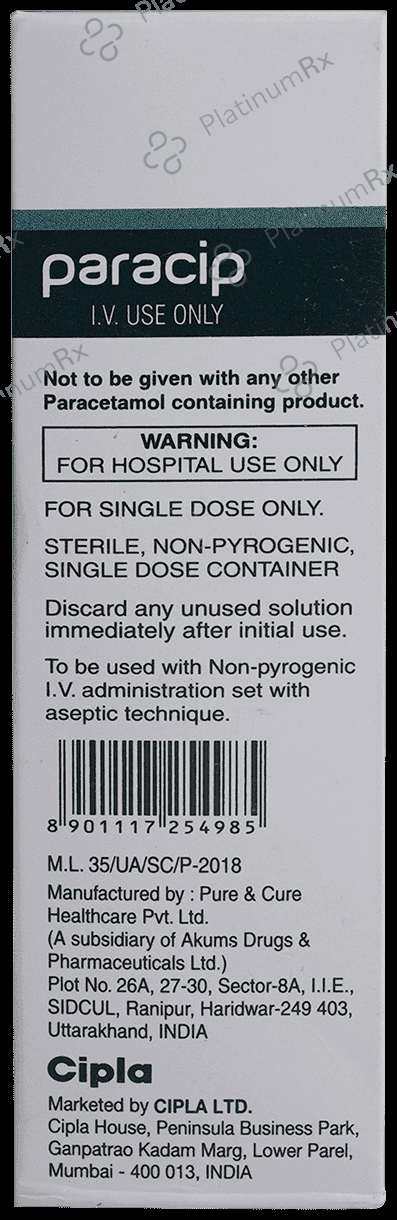 PlatinumRx
PlatinumRx
PlatinumRx
paracip
I.V. USE ONLY
PlatinumRx
Not to be given with any other
Paracetamol containing product.
WARNING:
FOR HOSPITAL USE ONLY
FOR SINGLE DOSE ONLY.
STERILE, NON-PYROGENIC,
SINGLE DOSE CONTAINER
Discard any unused solution
immediately after initial use.
To be used with Non-pyrogenic
I.V. administration set with
aseptic technique.
8 901117 254985
M.L. 35/UA/SC/P-2018
Manufactured by : Pure & Cure
Healthcare Pvt. Ltd.
(A subsidiary of Akums Drugs &
Pharmaceuticals Ltd.)
Plot No. 26A, 27-30, Sector-8A, I.I.E.,
SIDCUL, Ranipur, Haridwar-249 403,
Uttarakhand, INDIA
Cipla
Marketed by CIPLA LTD.
Cipla House, Peninsula Business Park,
Ganpatrao Kadam Marg, Lower Parel,
Mumbai - 400 013, INDIA